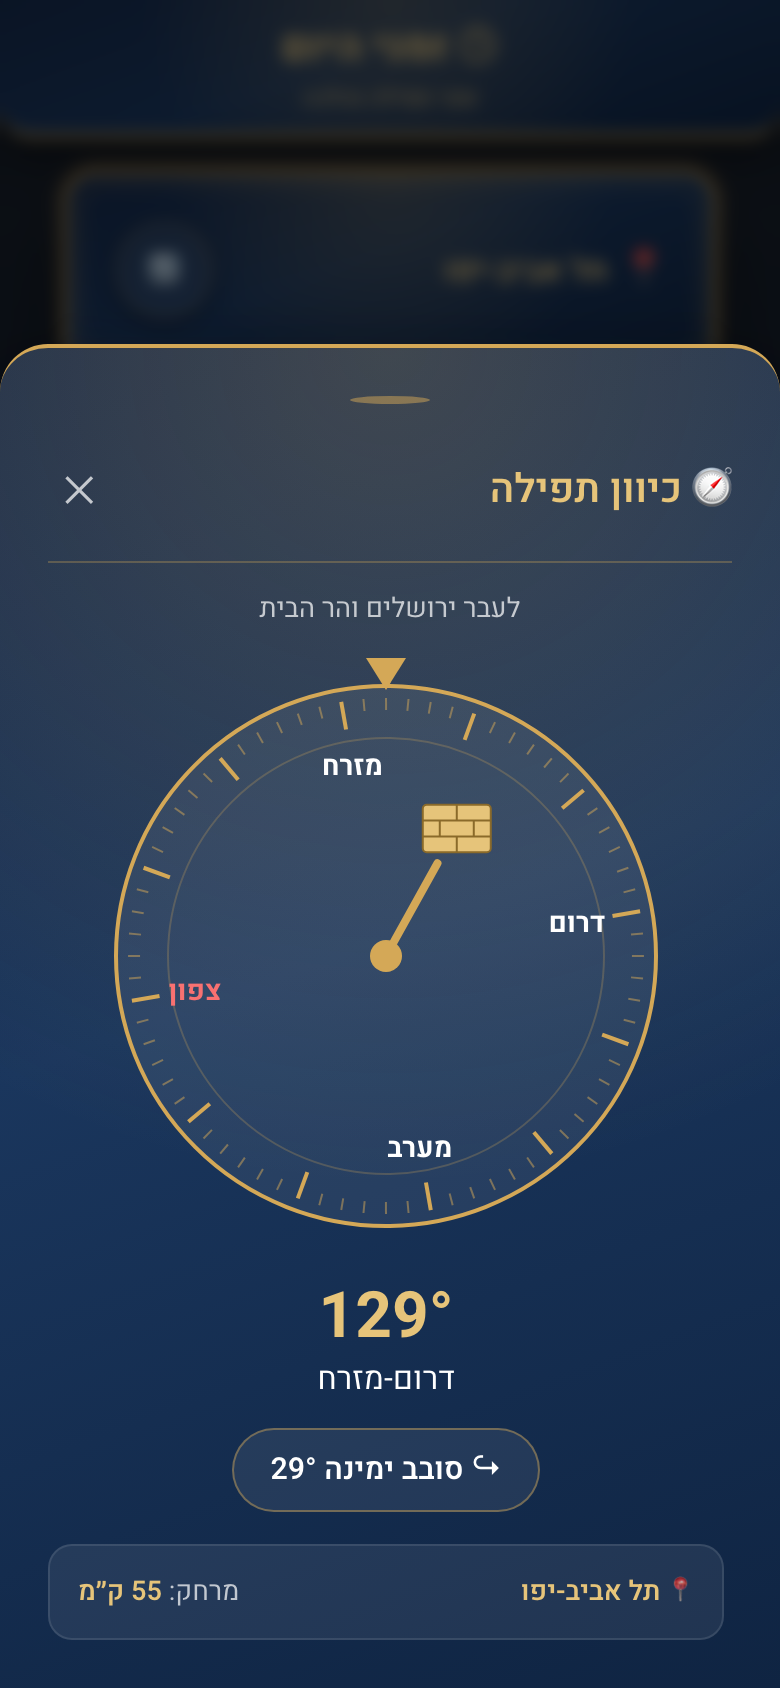 כיוון תפילה
לעבר ירושלים והר הבית
מזרח
דרום
צפון
מערב
129°
דרום-מזרח
סובב ימינה 29°
תל אביב-יפו
מרחק: 55 ק״מ